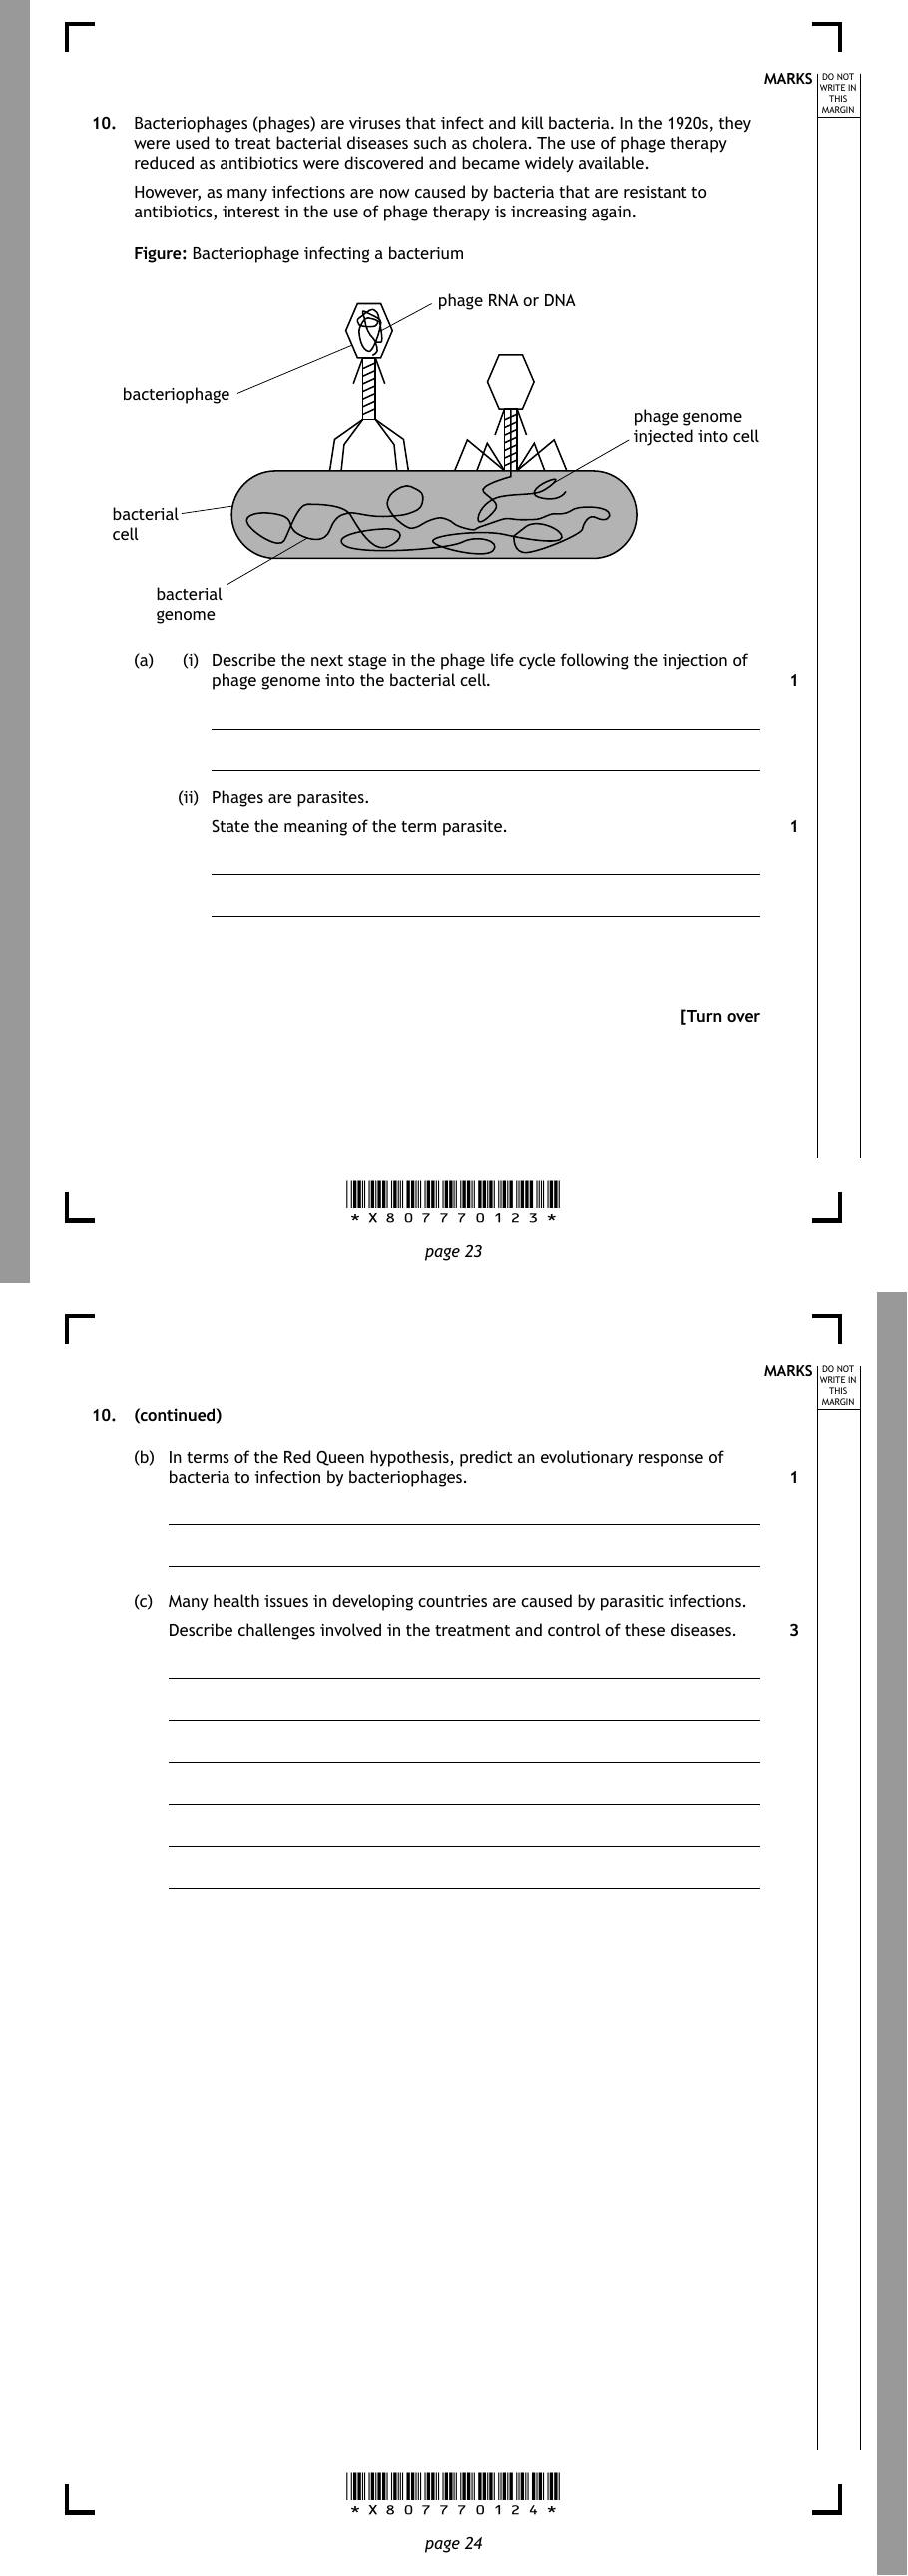 MARKS
DO NOT
WRITE IN
THIS
MARGIN
10. Bacteriophages (phages) are viruses that infect and kill bacteria. In the 1920s, they
were used to treat bacterial diseases such as cholera. The use of phage therapy
reduced as antibiotics were discovered and became widely available.
However, as many infections are now caused by bacteria that are resistant to
antibiotics, interest in the use of phage therapy is increasing again.
Figure: Bacteriophage infecting a bacterium
phage RNA or DNA
bacteriophage
phage genome
injected into cell
bacterial
cell
bacterial
genome
(a) (i) Describe the next stage in the phage life cycle following the injection of
phage genome into the bacterial cell. 1
(ii) Phages are parasites.
State the meaning of the term parasite. 1
[Turn over
* X 8 0 7 7 7 0 1 2 3 *
page 23
MARKS
DO NOT
WRITE IN
THIS
MARGIN
10. (continued)
(b) In terms of the Red Queen hypothesis, predict an evolutionary response of
bacteria to infection by bacteriophages. 1
(c) Many health issues in developing countries are caused by parasitic infections.
Describe challenges involved in the treatment and control of these diseases. 3
* X 8 0 7 7 7 0 1 2 4 *
page 24